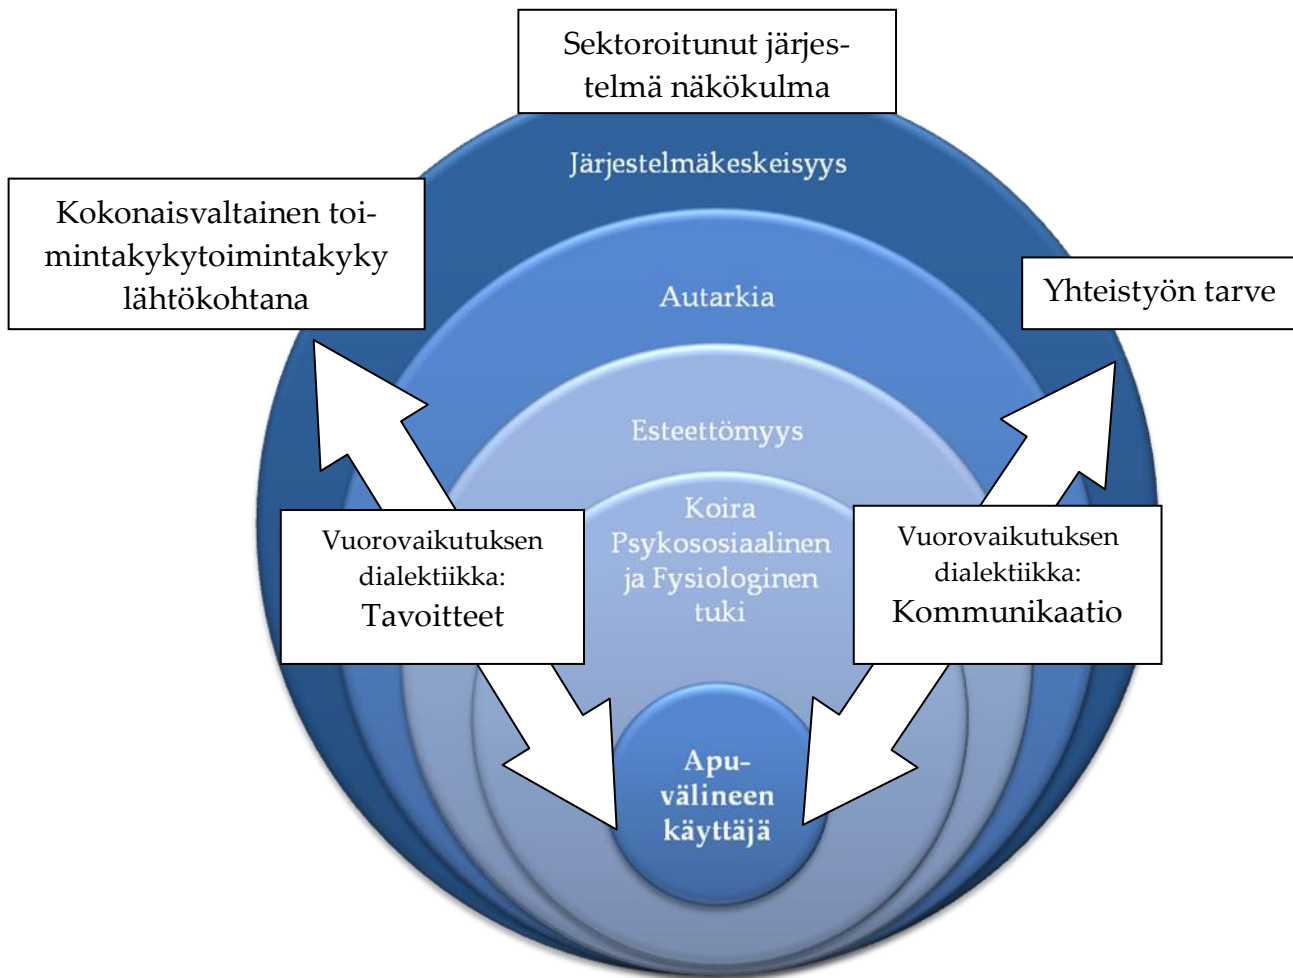 Sektoroitunut järjes-
telmä näkökulma
Järjestelmäkeskeisyys
Kokonaisvaltainen toi-
mintakykytoimintakyky
lähtökohtana
Autarkia
Yhteistyön tarve
Esteettömyys
Koira
Psykososiaalinen
ja Fysiologinen
tuki
Vuorovaikutuksen
dialektiikka:
Tavoitteet
Vuorovaikutuksen
dialektiikka:
Kommunikaatio
Apu-
välineen
käyttäjä